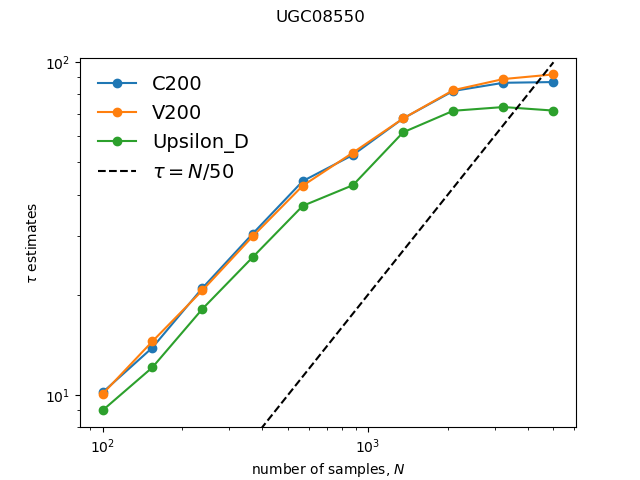 UGC08550
10²
C200
V200
Upsilon_D
τ = N/50
τ estimates
10¹
10²
10³
number of samples, N